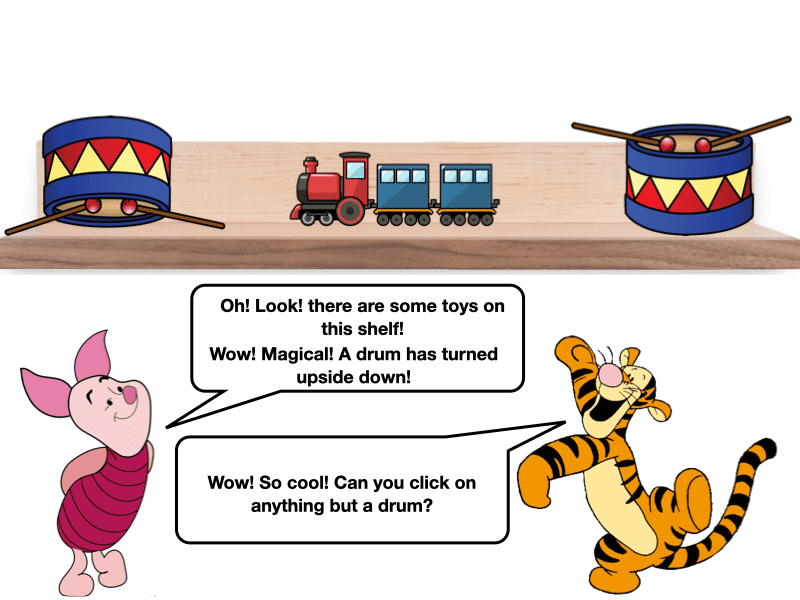 Oh! Look! there are some toys on
this shelf!
Wow! Magical! A drum has turned
upside down!
Wow! So cool! Can you click on
anything but a drum?